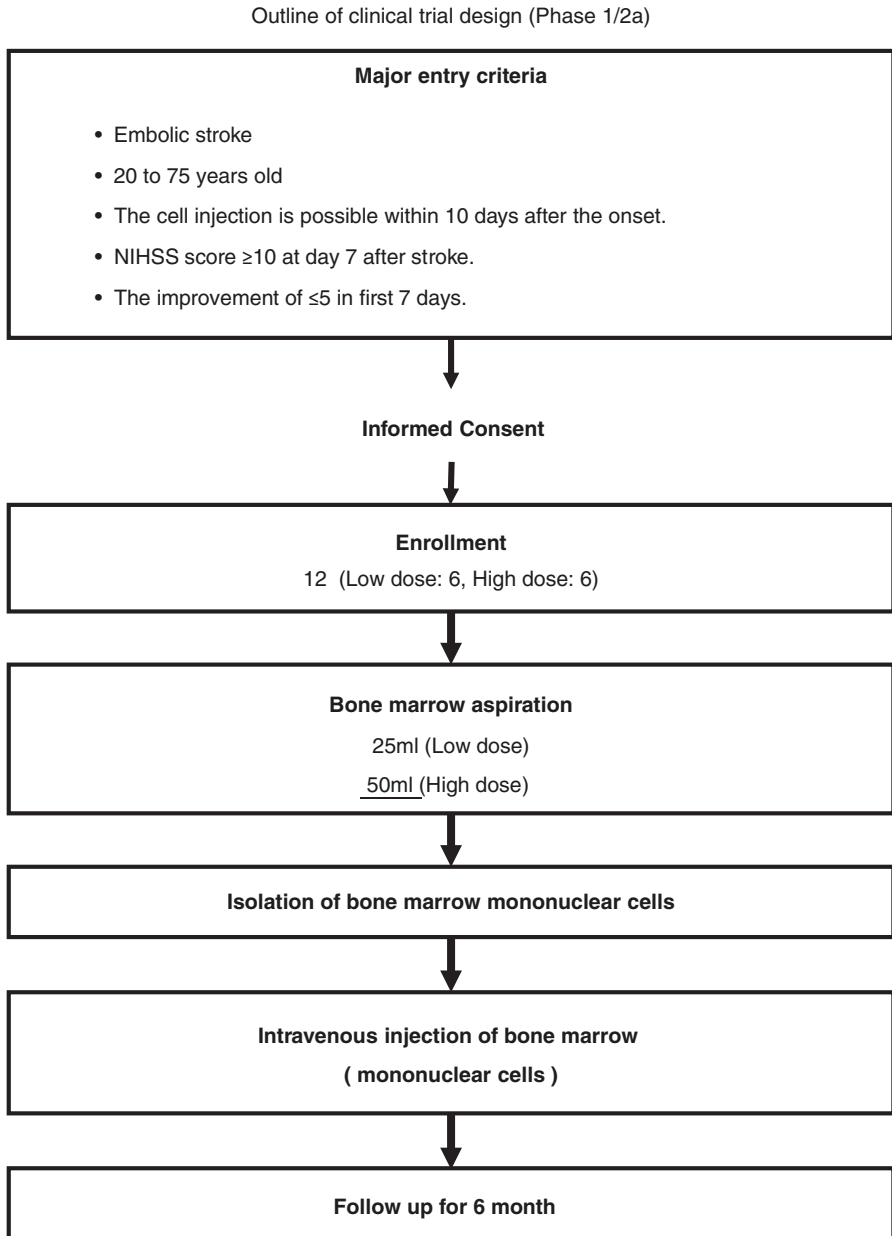 Outline of clinical trial design (Phase 1/2a)
Major entry criteria
• Embolic stroke
• 20 to 75 years old
• The cell injection is possible within 10 days after the onset.
• NIHSS score ≥10 at day 7 after stroke.
• The improvement of ≤5 in first 7 days.
Informed Consent
Enrollment
12 (Low dose: 6, High dose: 6)
Bone marrow aspiration
25ml (Low dose)
50ml (High dose)
Isolation of bone marrow mononuclear cells
Intravenous injection of bone marrow
( mononuclear cells )
Follow up for 6 month